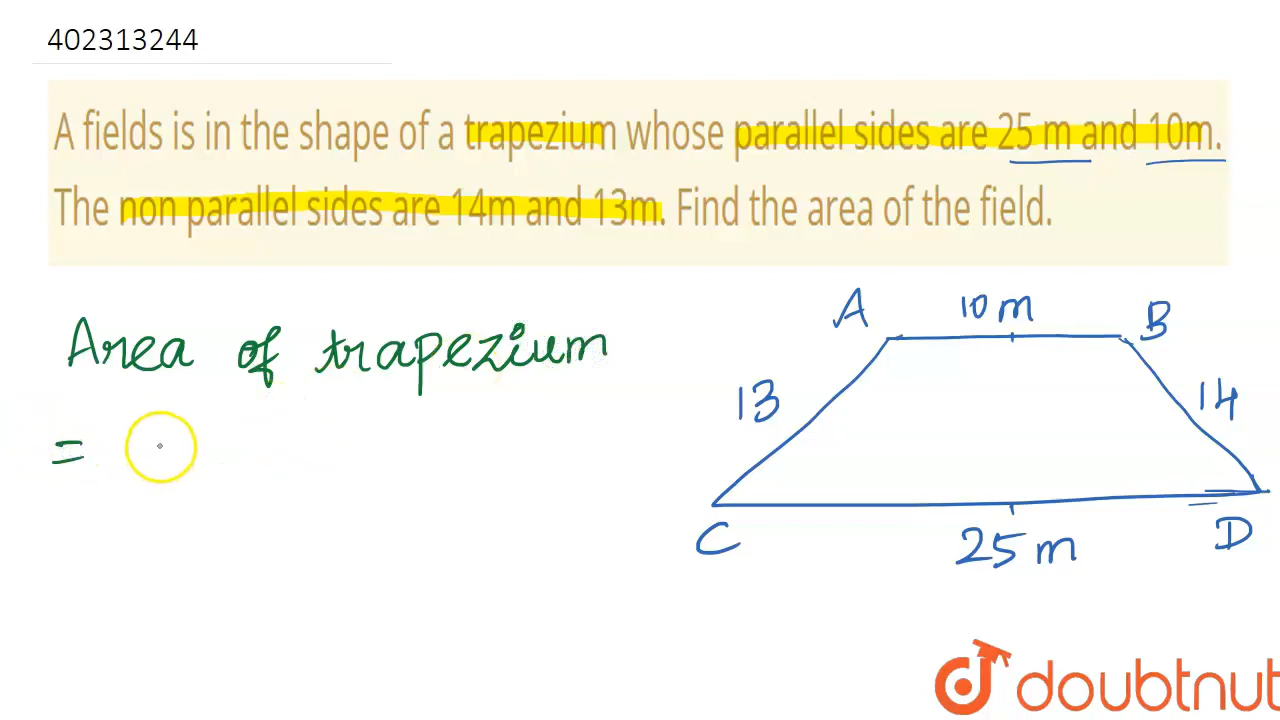 402313244
A fields is in the shape of a trapezium whose parallel sides are 25 m and 10m.
The non parallel sides are 14m and 13m. Find the area of the field.
Area of trapezium
=
A 10 m B
13 14
C 25 m D
doubtnut